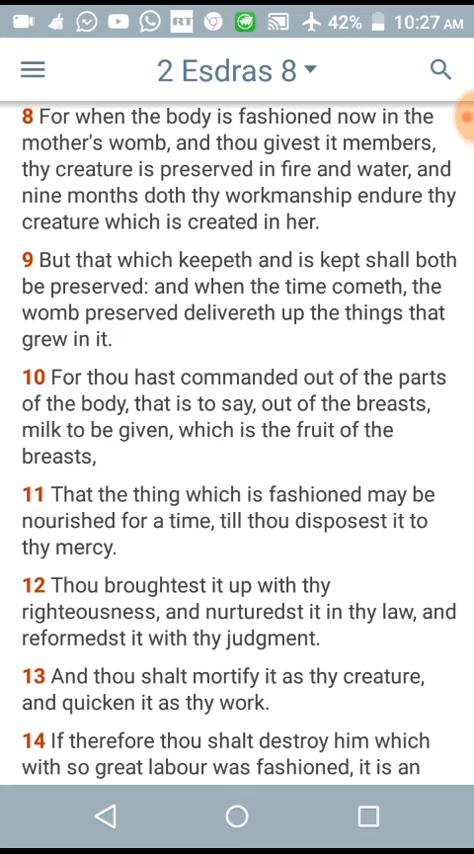 RT 42% 10:27 AM
2 Esdras 8
8 For when the body is fashioned now in the
mother's womb, and thou givest it members,
thy creature is preserved in fire and water, and
nine months doth thy workmanship endure thy
creature which is created in her.
9 But that which keepeth and is kept shall both
be preserved: and when the time cometh, the
womb preserved delivereth up the things that
grew in it.
10 For thou hast commanded out of the parts
of the body, that is to say, out of the breasts,
milk to be given, which is the fruit of the
breasts,
11 That the thing which is fashioned may be
nourished for a time, till thou disposest it to
thy mercy.
12 Thou broughtest it up with thy
righteousness, and nurturedst it in thy law, and
reformedst it with thy judgment.
13 And thou shalt mortify it as thy creature,
and quicken it as thy work.
14 If therefore thou shalt destroy him which
with so great labour was fashioned, it is an